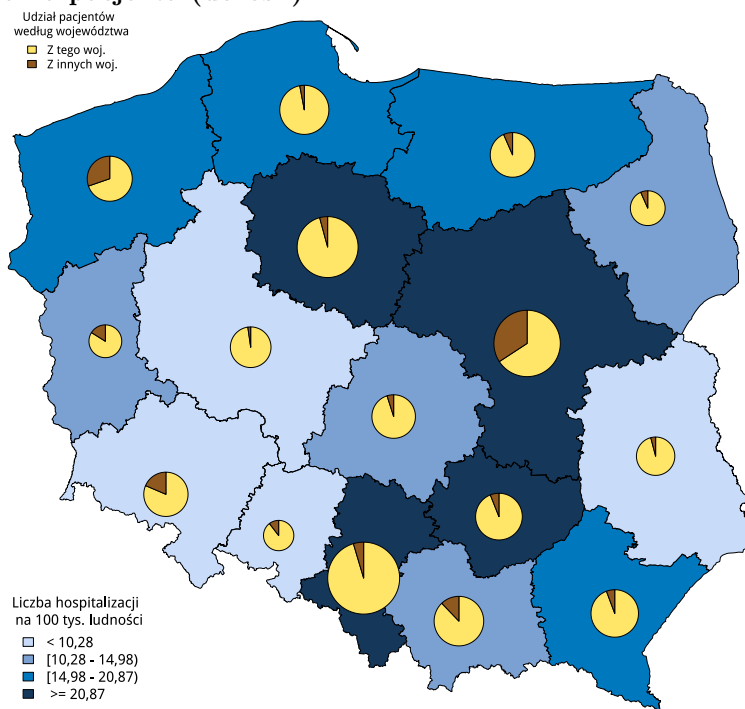 Udział pacjentów
według województwa
Z tego woj.
Z innych woj.
Liczba hospitalizacji
na 100 tys. ludności
< 10,28
[10,28 - 14,98)
[14,98 - 20,87)
>= 20,87